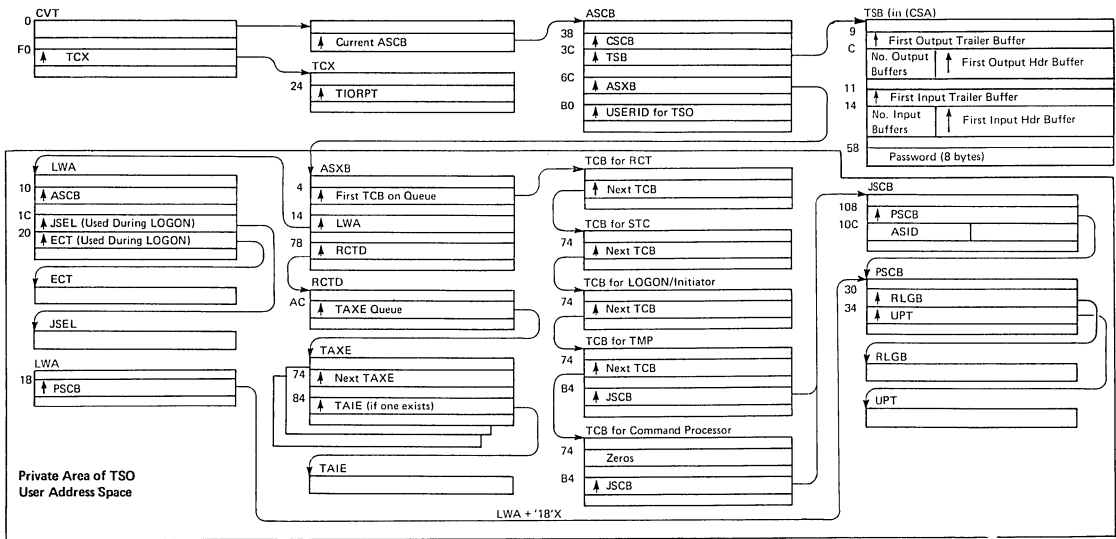 CVT
0
F0
TCX
Current ASCB
TCX
24
TIORPT
ASCB
38
CSCB
3C
TSB
6C
ASXB
B0
USERID for TSO
TSB (in (CSA)
9
First Output Trailer Buffer
C
No. Output Buffers
First Output Hdr Buffer
11
First Input Trailer Buffer
14
No. Input Buffers
First Input Hdr Buffer
58
Password (8 bytes)
LWA
10
ASCB
1C
JSEL (Used During LOGON)
20
ECT (Used During LOGON)
ECT
JSEL
LWA
18
PSCB
Private Area of TSO
User Address Space
ASXB
4
First TCB on Queue
14
LWA
78
RCTD
RCTD
AC
TAXE Queue
TAXE
74
Next TAXE
84
TAIE (if one exists)
TAIE
TCB for RCT
Next TCB
TCB for STC
74
Next TCB
TCB for LOGON/Initiator
74
Next TCB
TCB for TMP
74
Next TCB
B4
JSCB
TCB for Command Processor
74
Zeros
B4
JSCB
LWA + '18'X
JSCB
108
PSCB
10C
ASID
PSCB
30
RLGB
34
UPT
RLGB
UPT